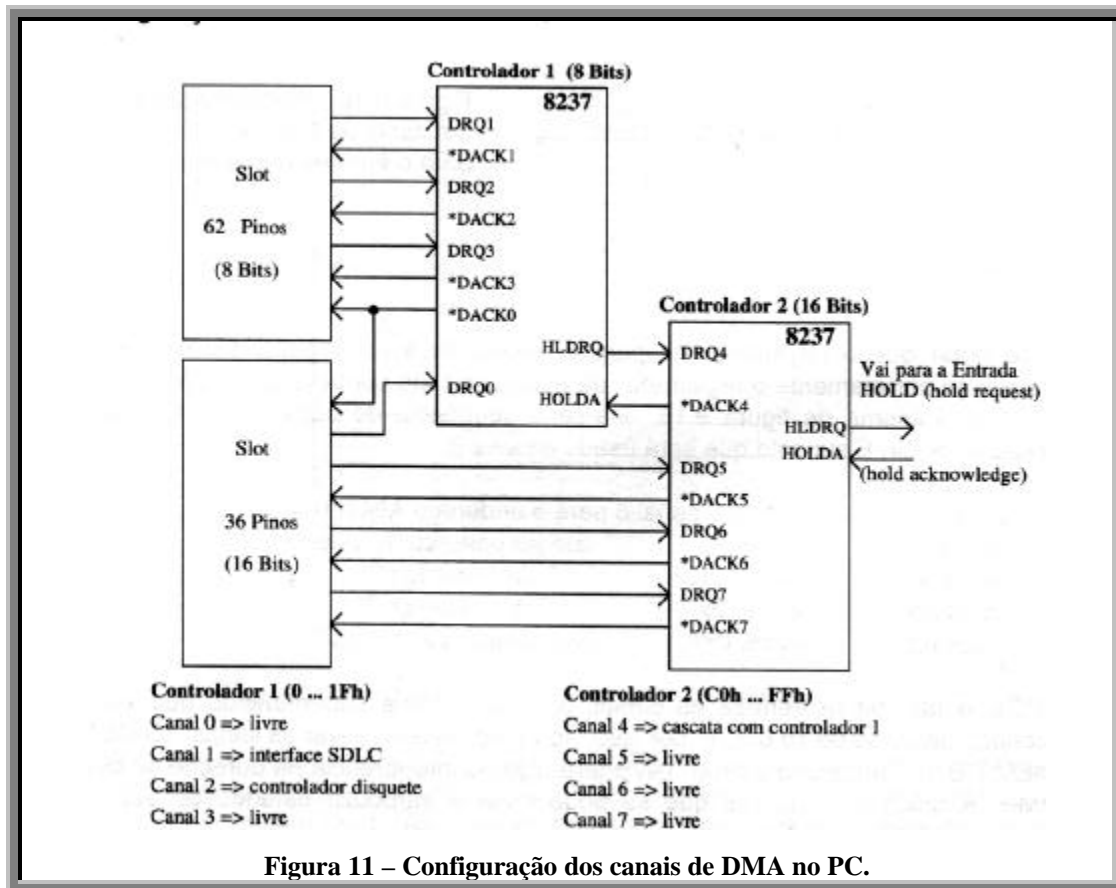 Controlador 1 (8 Bits)
8237
Slot
62 Pinos
(8 Bits)
DRQ1
*DACK1
DRQ2
*DACK2
DRQ3
*DACK3
*DACK0
HLDRQ
DRQ0
HOLDA
Controlador 2 (16 Bits)
8237
DRQ4
*DACK4
HLDRQ
HOLDA
DRQ5
*DACK5
DRQ6
*DACK6
DRQ7
*DACK7
Vai para a Entrada
HOLD (hold request)
(hold acknowledge)
Slot
36 Pinos
(16 Bits)
Controlador 1 (0 ... 1Fh)
Canal 0 => livre
Canal 1 => interface SDLC
Canal 2 => controlador disquete
Canal 3 => livre
Controlador 2 (C0h ... FFh)
Canal 4 => cascata com controlador 1
Canal 5 => livre
Canal 6 => livre
Canal 7 => livre
Figura 11 – Configuração dos canais de DMA no PC.